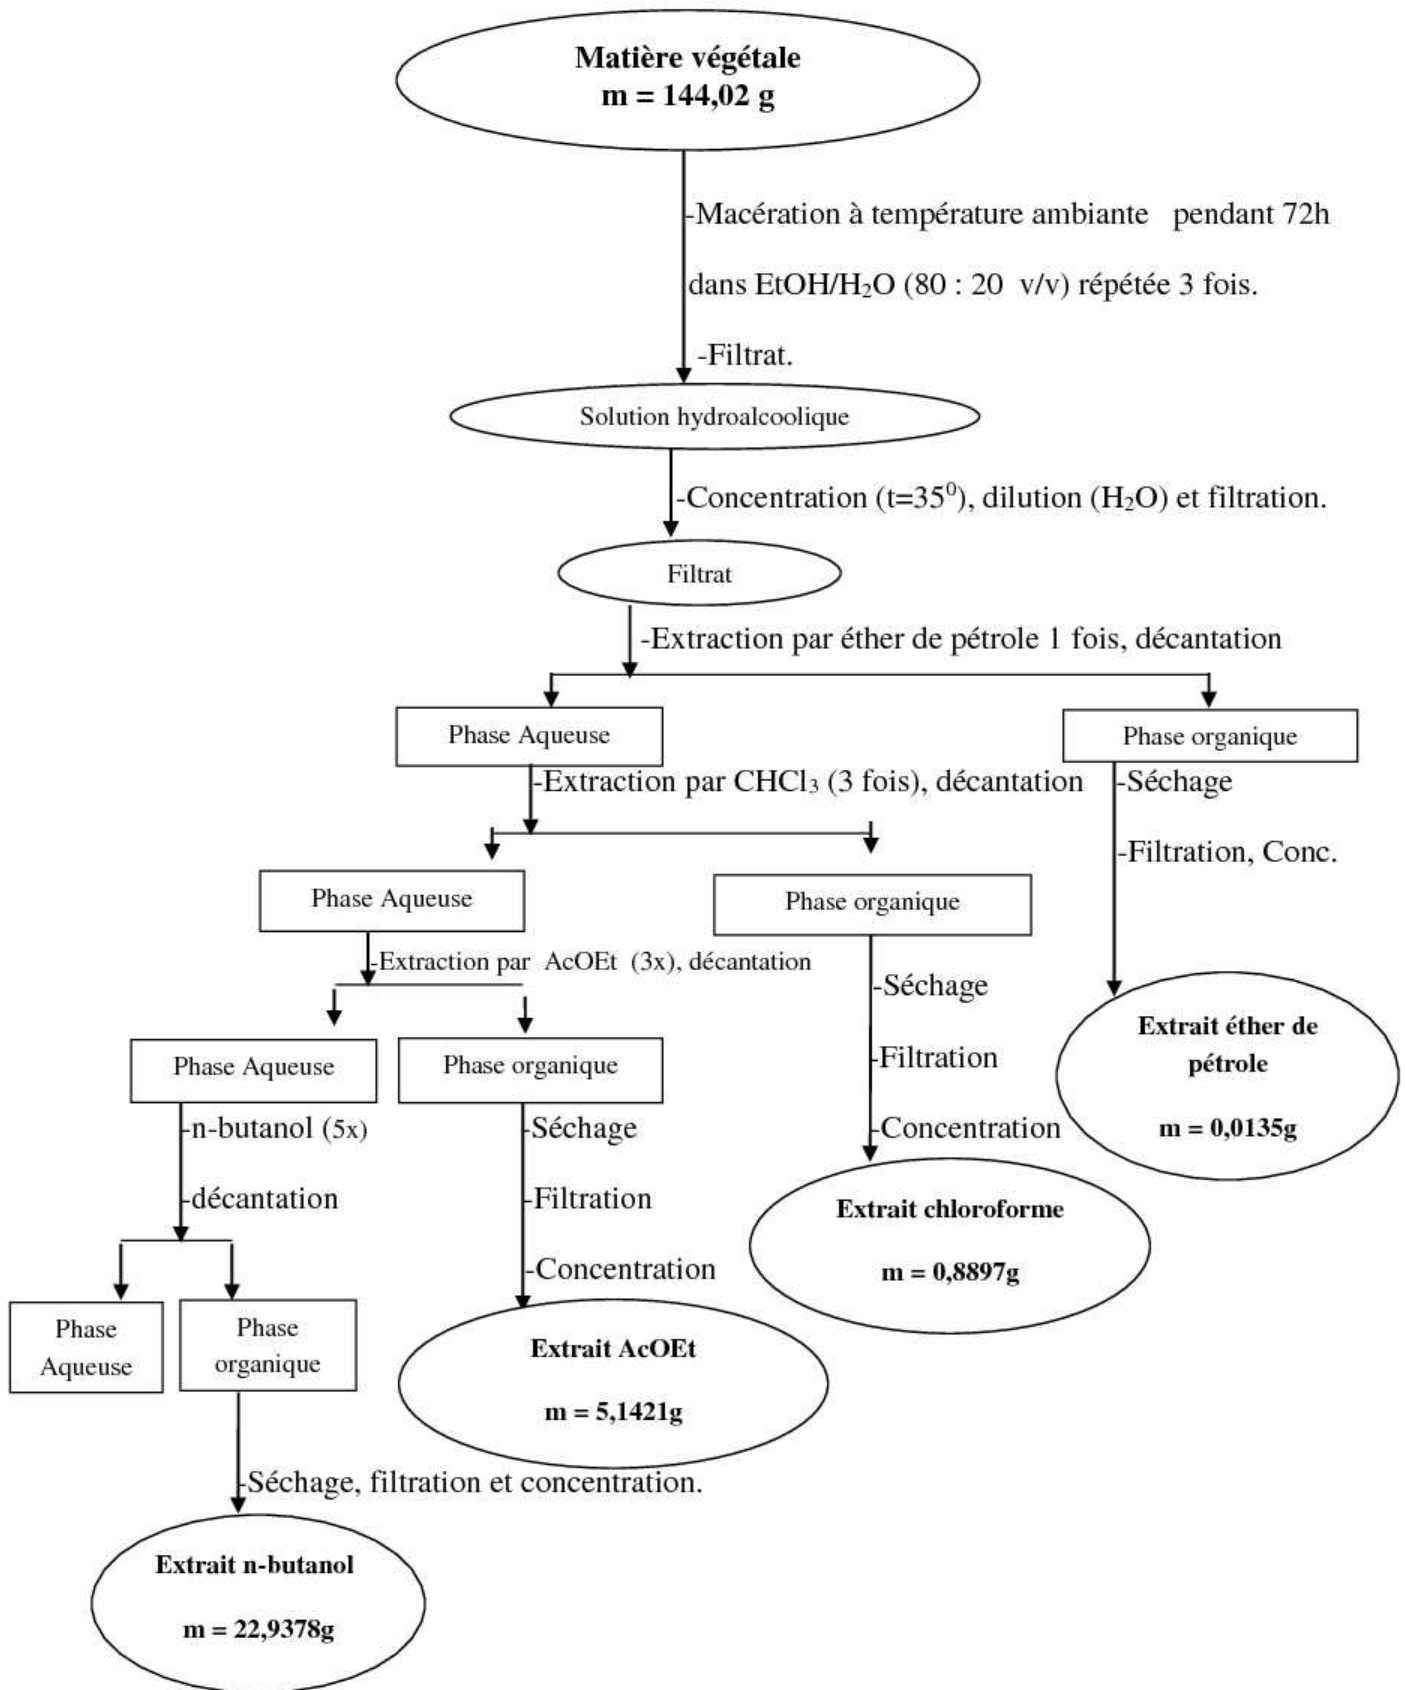 Matière végétale
m = 144,02 g
-Macération à température ambiante pendant 72h
dans EtOH/H₂O (80 : 20 v/v) répétée 3 fois.
-Filtrat.
Solution hydroalcoolique
-Concentration (t=35⁰), dilution (H₂O) et filtration.
Filtrat
-Extraction par éther de pétrole 1 fois, décantation
Phase Aqueuse
Phase organique
-Extraction par CHCl₃ (3 fois), décantation
-Séchage
-Filtration, Conc.
Phase Aqueuse
Phase organique
-Extraction par AcOEt (3x), décantation
-Séchage
-Filtration
-Concentration
Extrait éther de
pétrole
m = 0,0135g
Phase Aqueuse
Phase organique
-n-butanol (5x)
-décantation
-Séchage
-Filtration
-Concentration
Extrait chloroforme
m = 0,8897g
Phase
Aqueuse
Phase
organique
Extrait AcOEt
m = 5,1421g
-Séchage, filtration et concentration.
Extrait n-butanol
m = 22,9378g